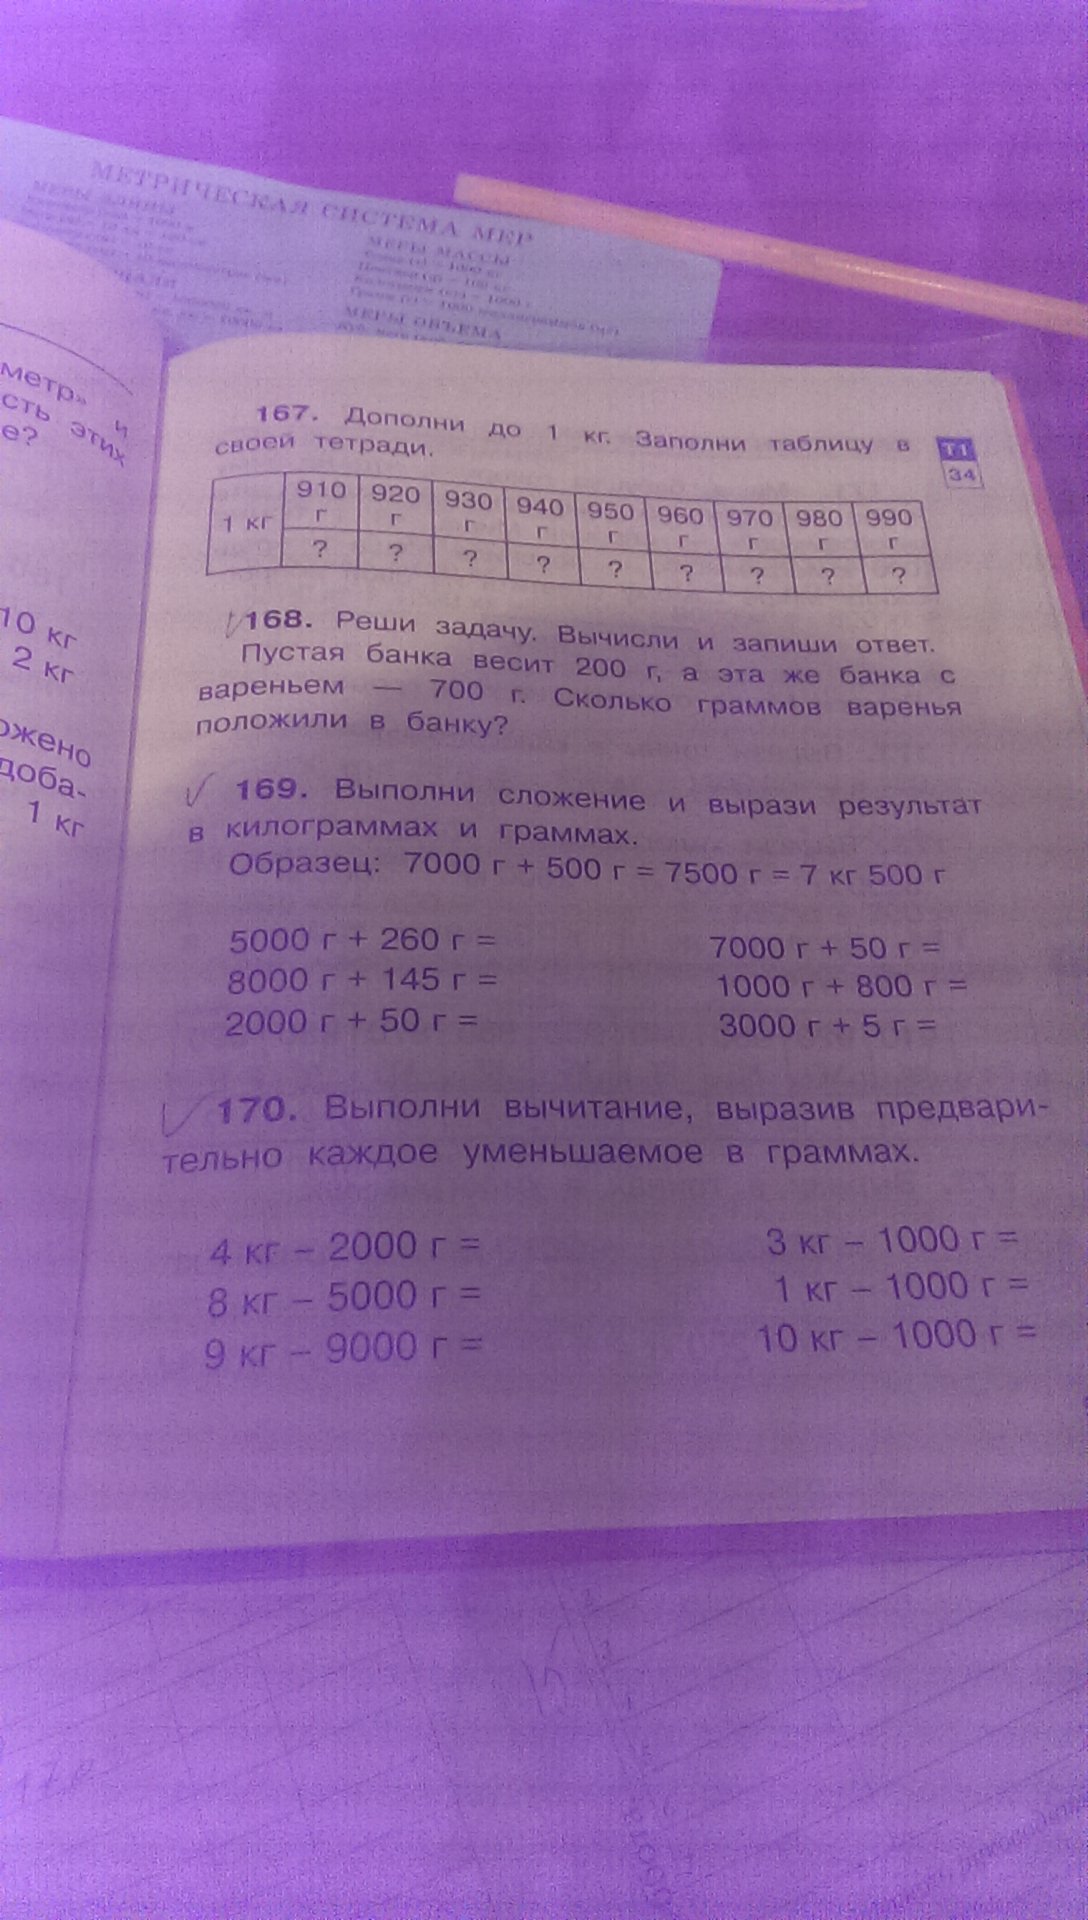 МЕТРИЧЕСКАЯ СИСТЕМА МЕР
МЕРЫ ДЛИНЫ
МЕРЫ МАССЫ
МЕРЫ ОБЪЕМА
метр» и
сть этих
е?
10 кг
2 кг
ожено
доба-
1 кг
167. Дополни до 1 кг. Заполни таблицу в
своей тетради.
Т1
34
1 кг
910 г 920 г 930 г 940 г 950 г 960 г 970 г 980 г 990 г
? ? ? ? ? ? ? ? ?
168. Реши задачу. Вычисли и запиши ответ.
Пустая банка весит 200 г, а эта же банка с
вареньем — 700 г. Сколько граммов варенья
положили в банку?
169. Выполни сложение и вырази результат
в килограммах и граммах.
Образец: 7000 г + 500 г = 7500 г = 7 кг 500 г
5000 г + 260 г = 7000 г + 50 г =
8000 г + 145 г = 1000 г + 800 г =
2000 г + 50 г = 3000 г + 5 г =
170. Выполни вычитание, выразив предвари-
тельно каждое уменьшаемое в граммах.
4 кг – 2000 г = 3 кг – 1000 г =
8 кг – 5000 г = 1 кг – 1000 г =
9 кг – 9000 г = 10 кг – 1000 г =